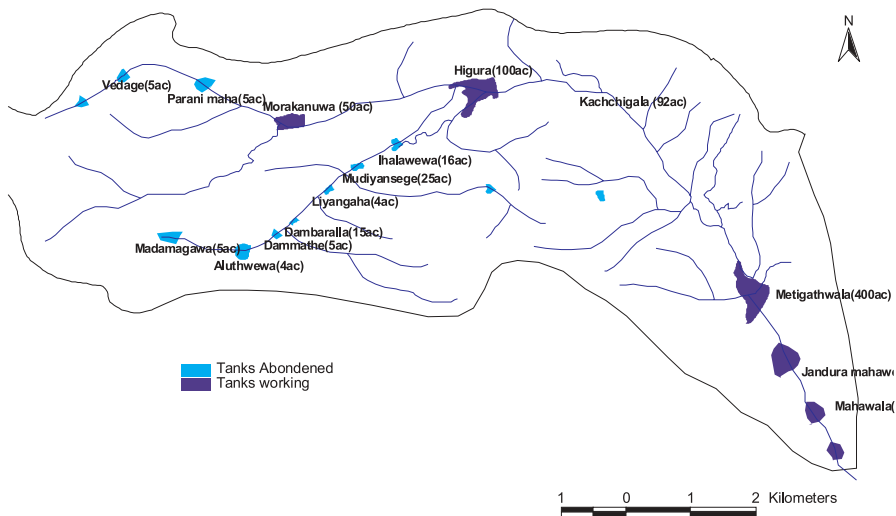 N
Vedage(5ac)
Higura(100ac)
Parani maha(5ac)
Morakanuwa (50ac)
Kachchigala (92ac)
Ihalawewa(16ac)
Mudiyansege(25ac)
Liyangaha(4ac)
Dambaralla(15ac)
Madamagawa(5ac)
Dammathe(5ac)
Aluthwewa(4ac)
Metigathwala(400ac)
Tanks Abondened
Jandura mahawe
Tanks working
Mahawala(
1 0 1 2 Kilometers